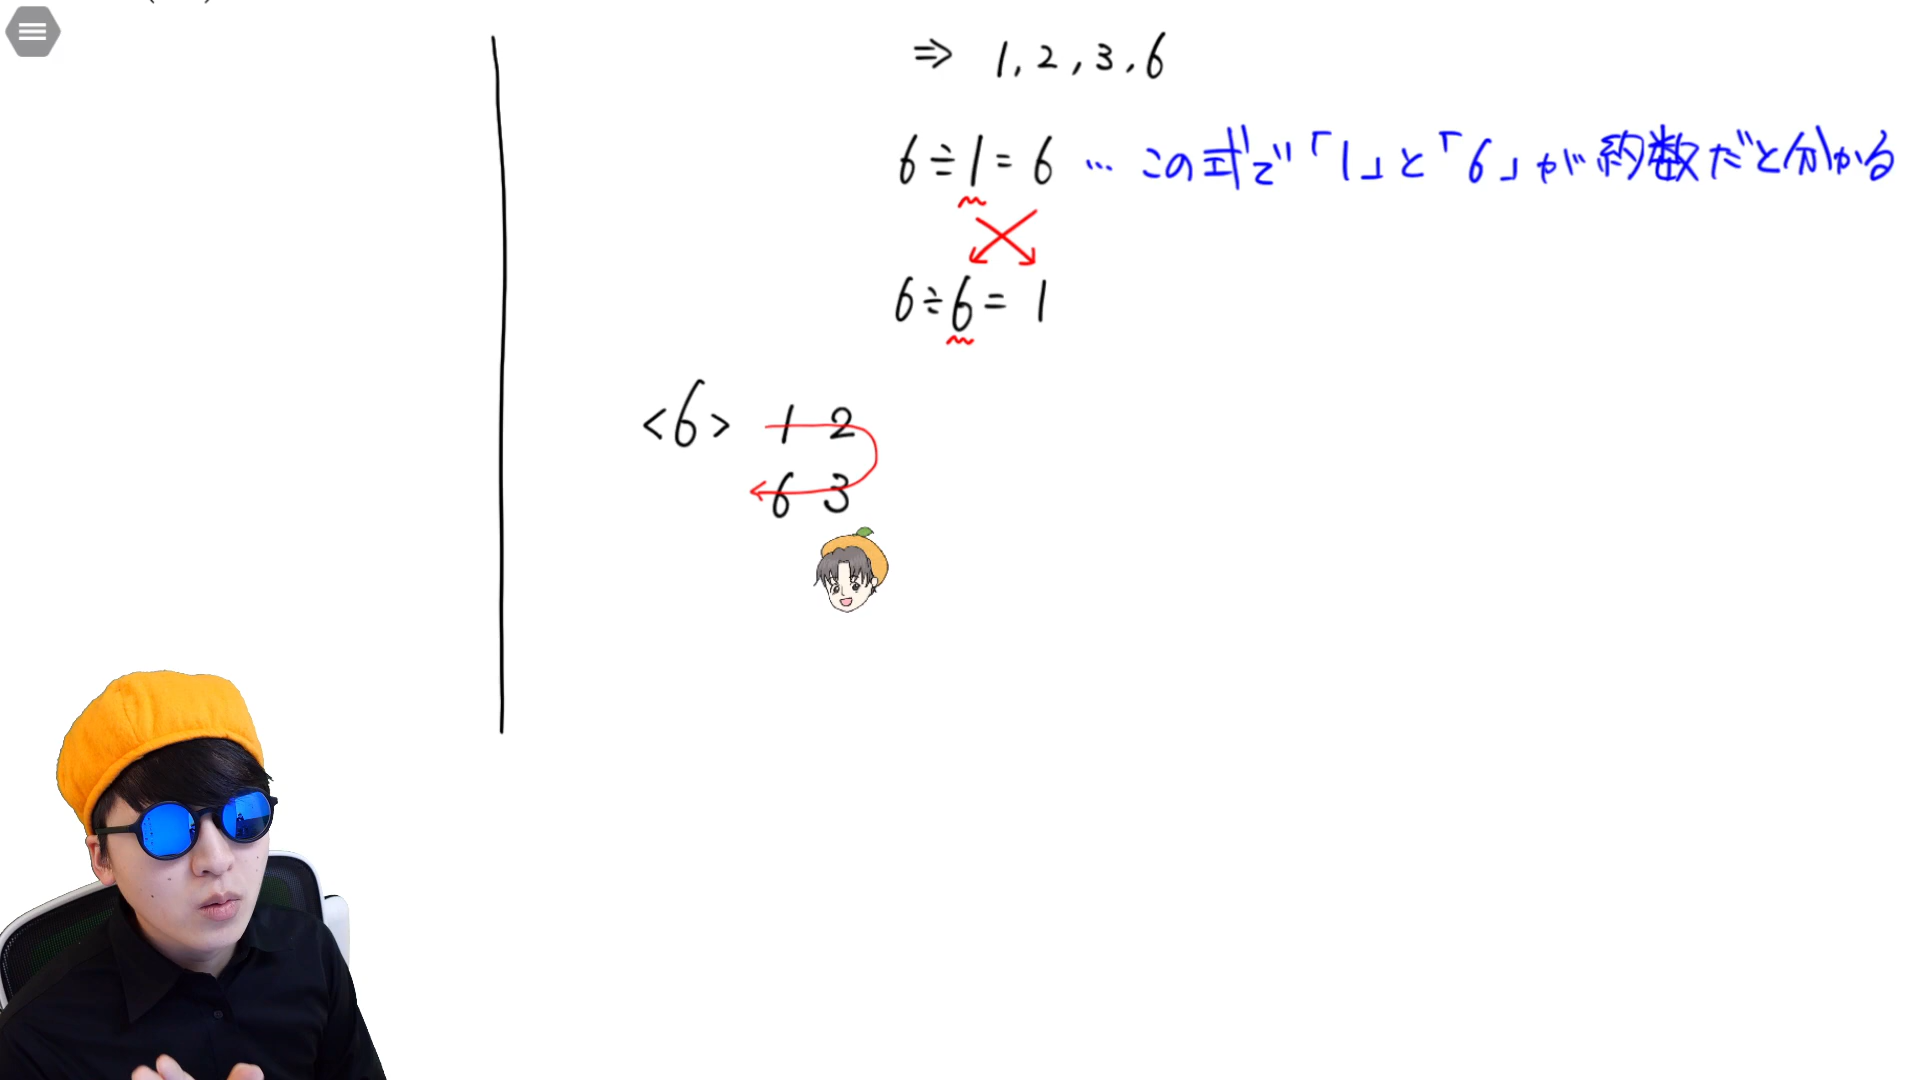 ⇒ 1, 2, 3, 6
6÷1=6 … この式で「1」と「6」が約数だと分かる
6÷6=1
<6> 1 2
6 3